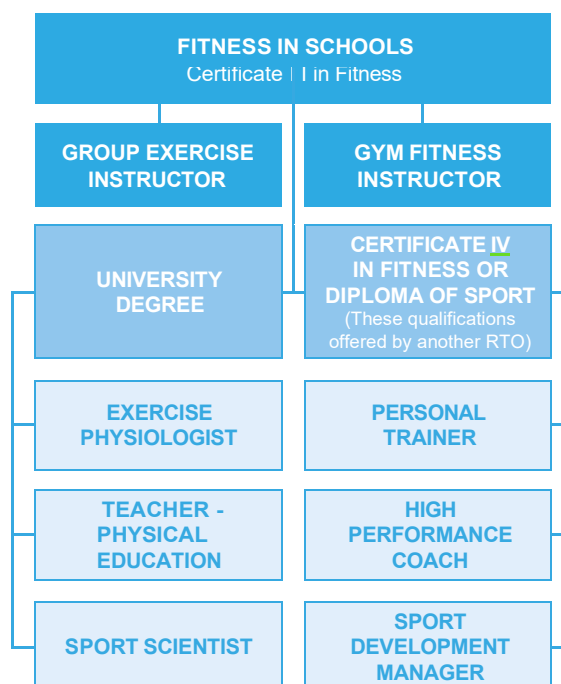 FITNESS IN SCHOOLS
Certificate I I in Fitness
GROUP EXERCISE
INSTRUCTOR
GYM FITNESS
INSTRUCTOR
UNIVERSITY
DEGREE
CERTIFICATE IV
IN FITNESS OR
DIPLOMA OF SPORT
(These qualifications
offered by another RTO)
EXERCISE
PHYSIOLOGIST
PERSONAL
TRAINER
TEACHER -
PHYSICAL
EDUCATION
HIGH
PERFORMANCE
COACH
SPORT SCIENTIST
SPORT
DEVELOPMENT
MANAGER